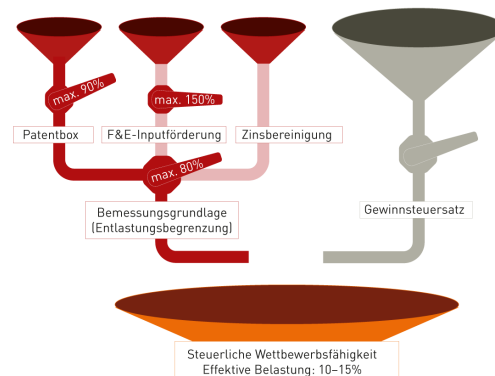 max. 90%
max. 150%
Patentbox
F&E-Inputförderung
Zinsbereinigung
max. 80%
Bemessungsgrundlage
(Entlastungsbegrenzung)
Gewinnsteuersatz
Steuerliche Wettbewerbsfähigkeit
Effektive Belastung: 10–15%